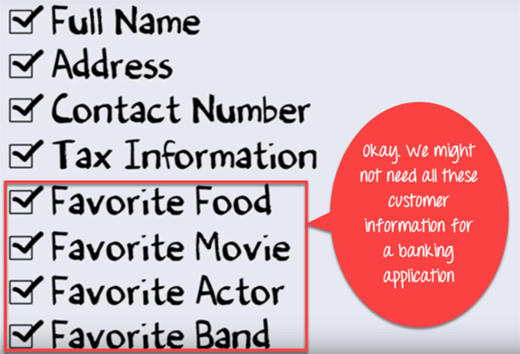 Full Name
Address
Contact Number
Tax Information
Favorite Food
Favorite Movie
Favorite Actor
Favorite Band
Okay. We might
not need all these
customer
information for
a banking
application